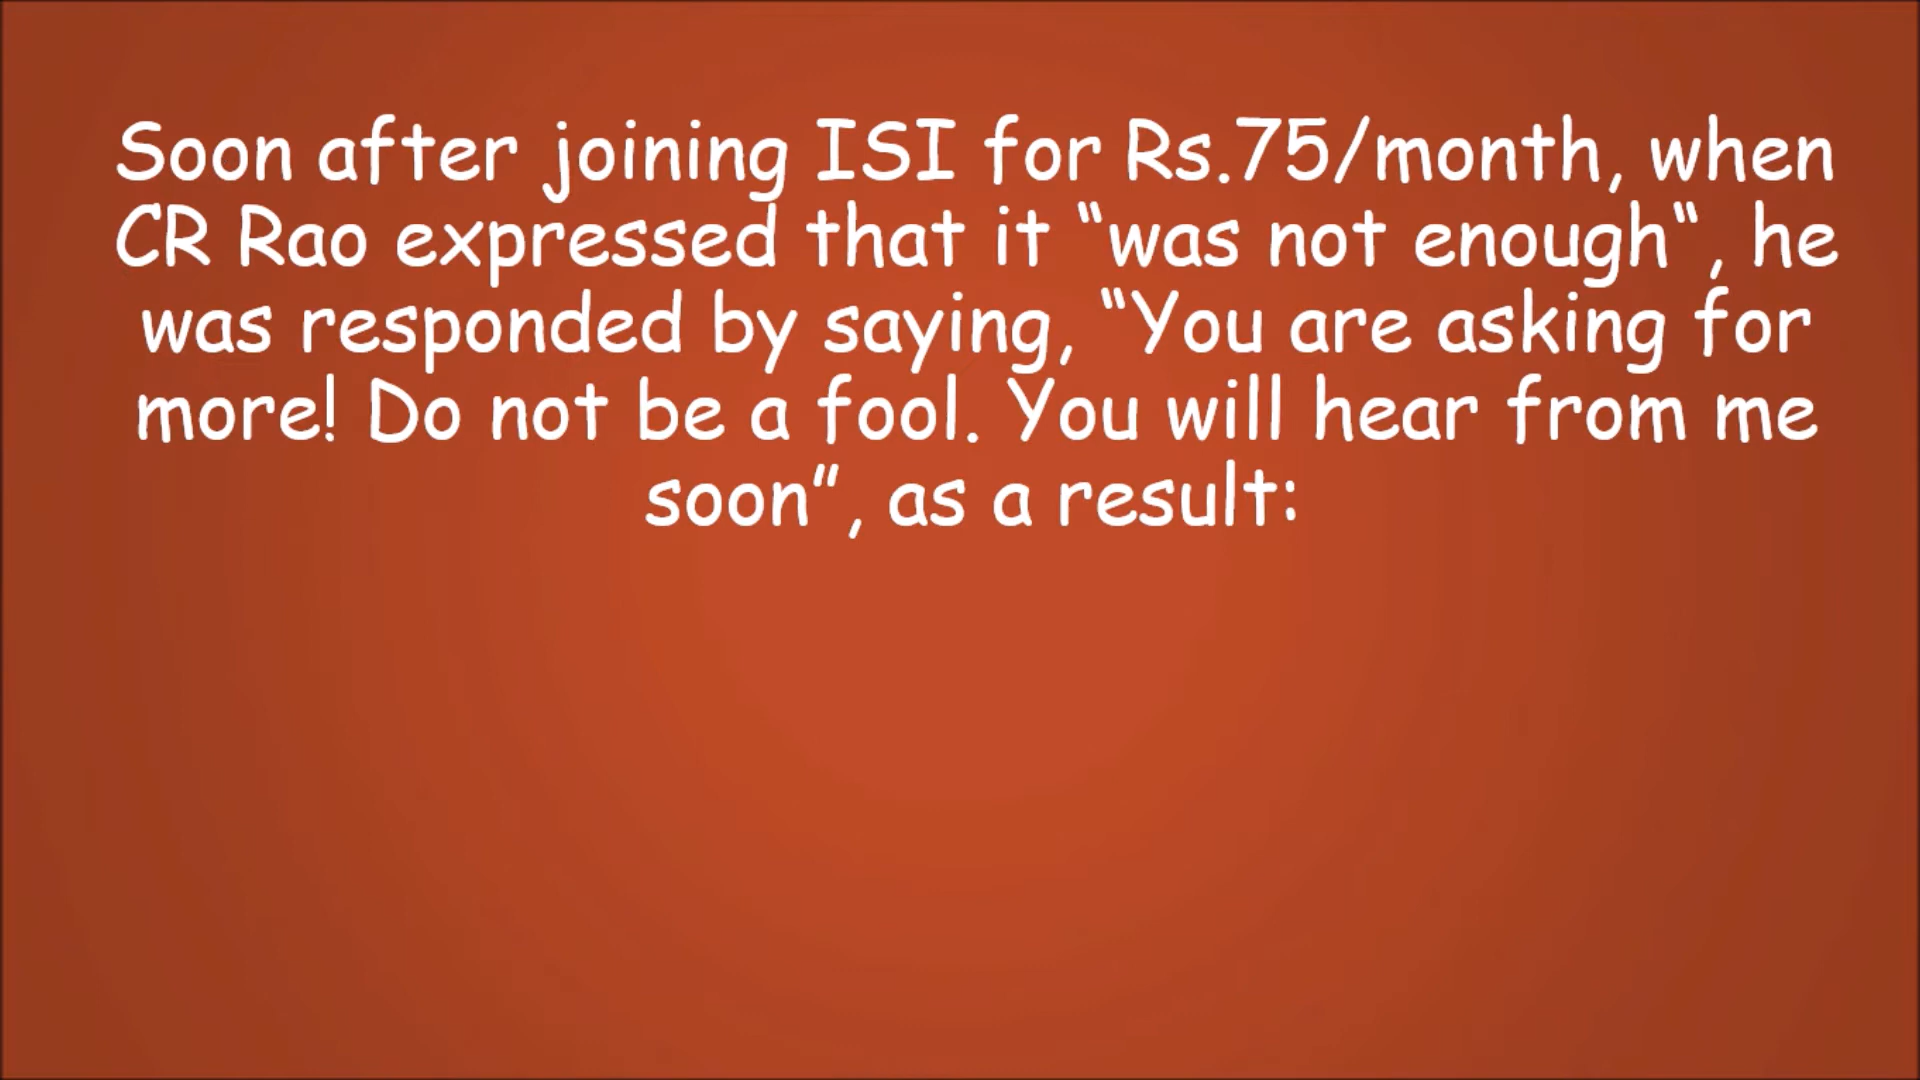 Soon after joining ISI for Rs.75/month, when
CR Rao expressed that it “was not enough“, he
was responded by saying, “You are asking for
more! Do not be a fool. You will hear from me
soon”, as a result: